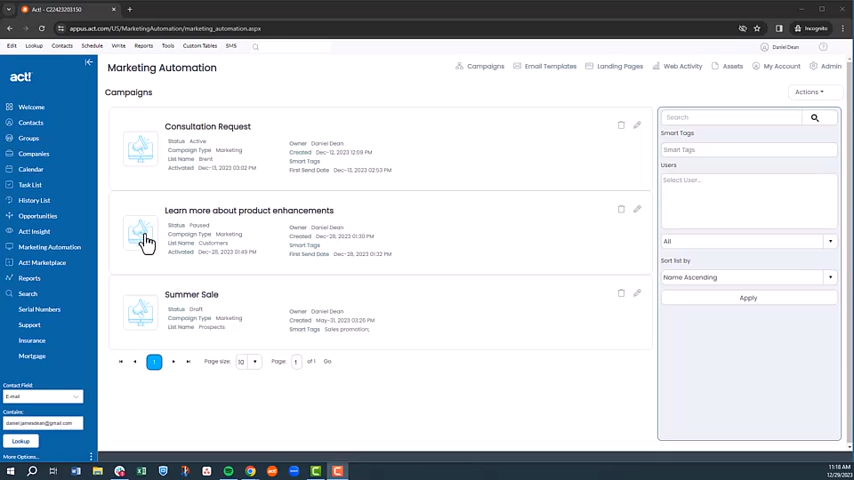 Act! - C22423203150
appus.act.com/US/MarketingAutomation/marketing_automation.aspx
Incognito
Edit Lookup Contacts Schedule Write Reports Tools Custom Tables SMS
Daniel Dean
act!
Marketing Automation
Campaigns Email Templates Landing Pages Web Activity Assets My Account Admin
Campaigns
Actions
Welcome
Contacts
Groups
Companies
Calendar
Task List
History List
Opportunities
Act! Insight
Marketing Automation
Act! Marketplace
Reports
Search
Serial Numbers
Support
Insurance
Mortgage
Contact Field:
E-mail
Contains:
daniel.jamesdean@gmail.com
Lookup
More Options...
Consultation Request
Status Active
Campaign Type Marketing
List Name Brent
Activated Dec-13, 2023 03:02 PM
Owner Daniel Dean
Created Dec-12, 2023 12:09 PM
Smart Tags
First Send Date Dec-13, 2023 02:53 PM
Learn more about product enhancements
Status Paused
Campaign Type Marketing
List Name Customers
Activated Dec-28, 2023 01:49 PM
Owner Daniel Dean
Created Dec-28, 2023 01:30 PM
Smart Tags
First Send Date Dec-28, 2023 01:32 PM
Summer Sale
Status Draft
Campaign Type Marketing
List Name Prospects
Owner Daniel Dean
Created May-31, 2023 03:26 PM
Smart Tags Sales promotion;
1 Page size: 10 Page: 1 of 1 Go
Search
Smart Tags
Smart Tags
Users
Select User...
All
Sort list by
Name Ascending
Apply
11:18 AM
12/29/2023